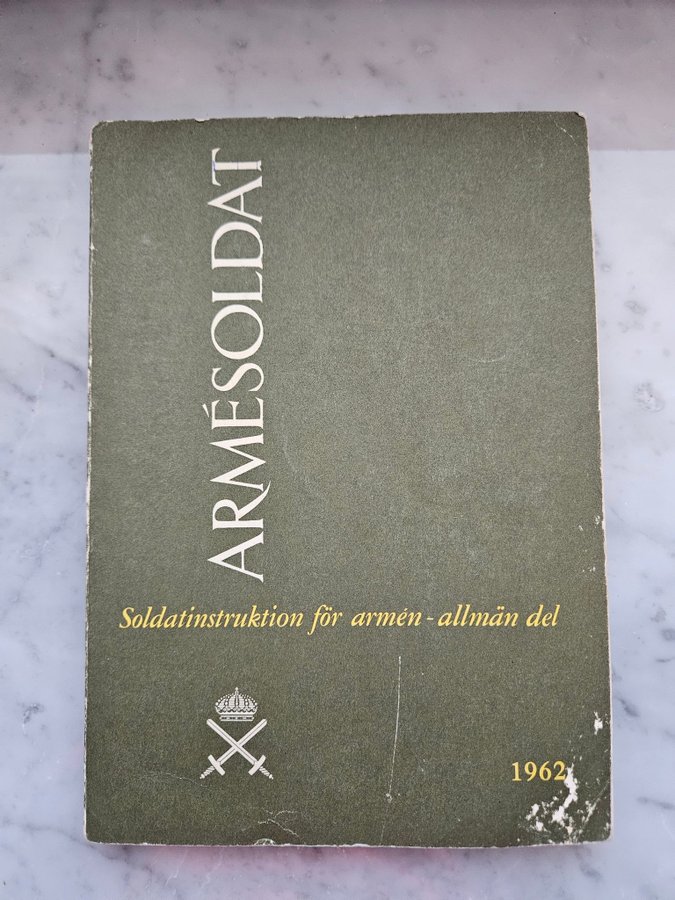 ARMÉSOLDAT
Soldatinstruktion för armén - allmän del
1962